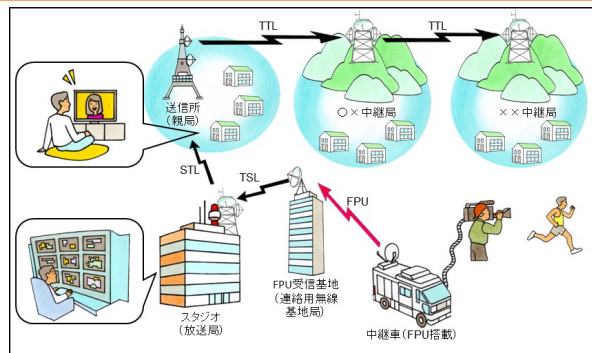 TTL
TTL
送信所
(親局)
○×中継局
××中継局
STL
TSL
FPU
スタジオ
(放送局)
FPU受信基地
(連絡用無線
基地局)
中継車(FPU搭載)